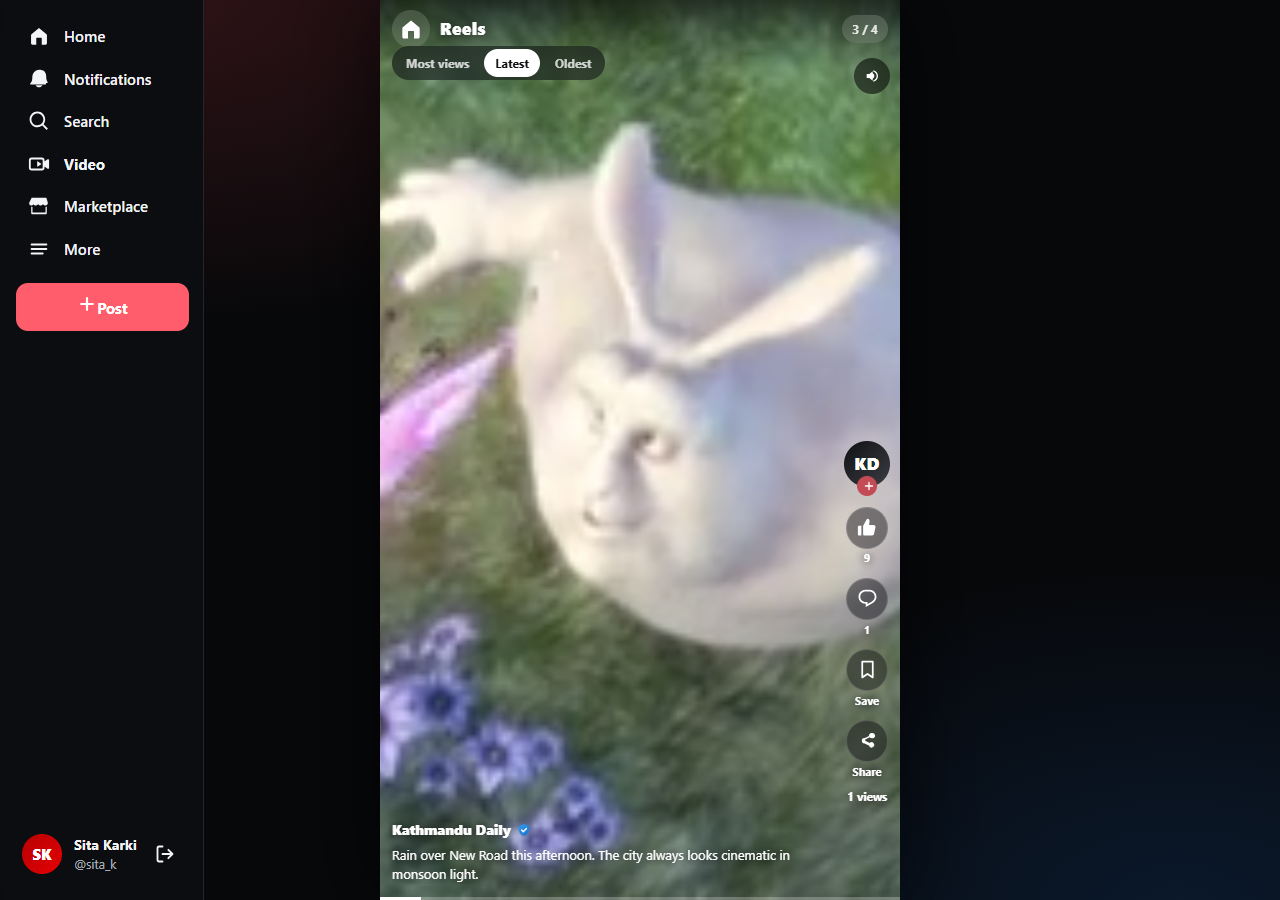 Home
Notifications
Search
Video
Marketplace
More
Post
Sita Karki
@sita_k
SK
Reels
3 / 4
Most views
Latest
Oldest
KD
9
1
Save
Share
1 views
Kathmandu Daily
Rain over New Road this afternoon. The city always looks cinematic in
monsoon light.